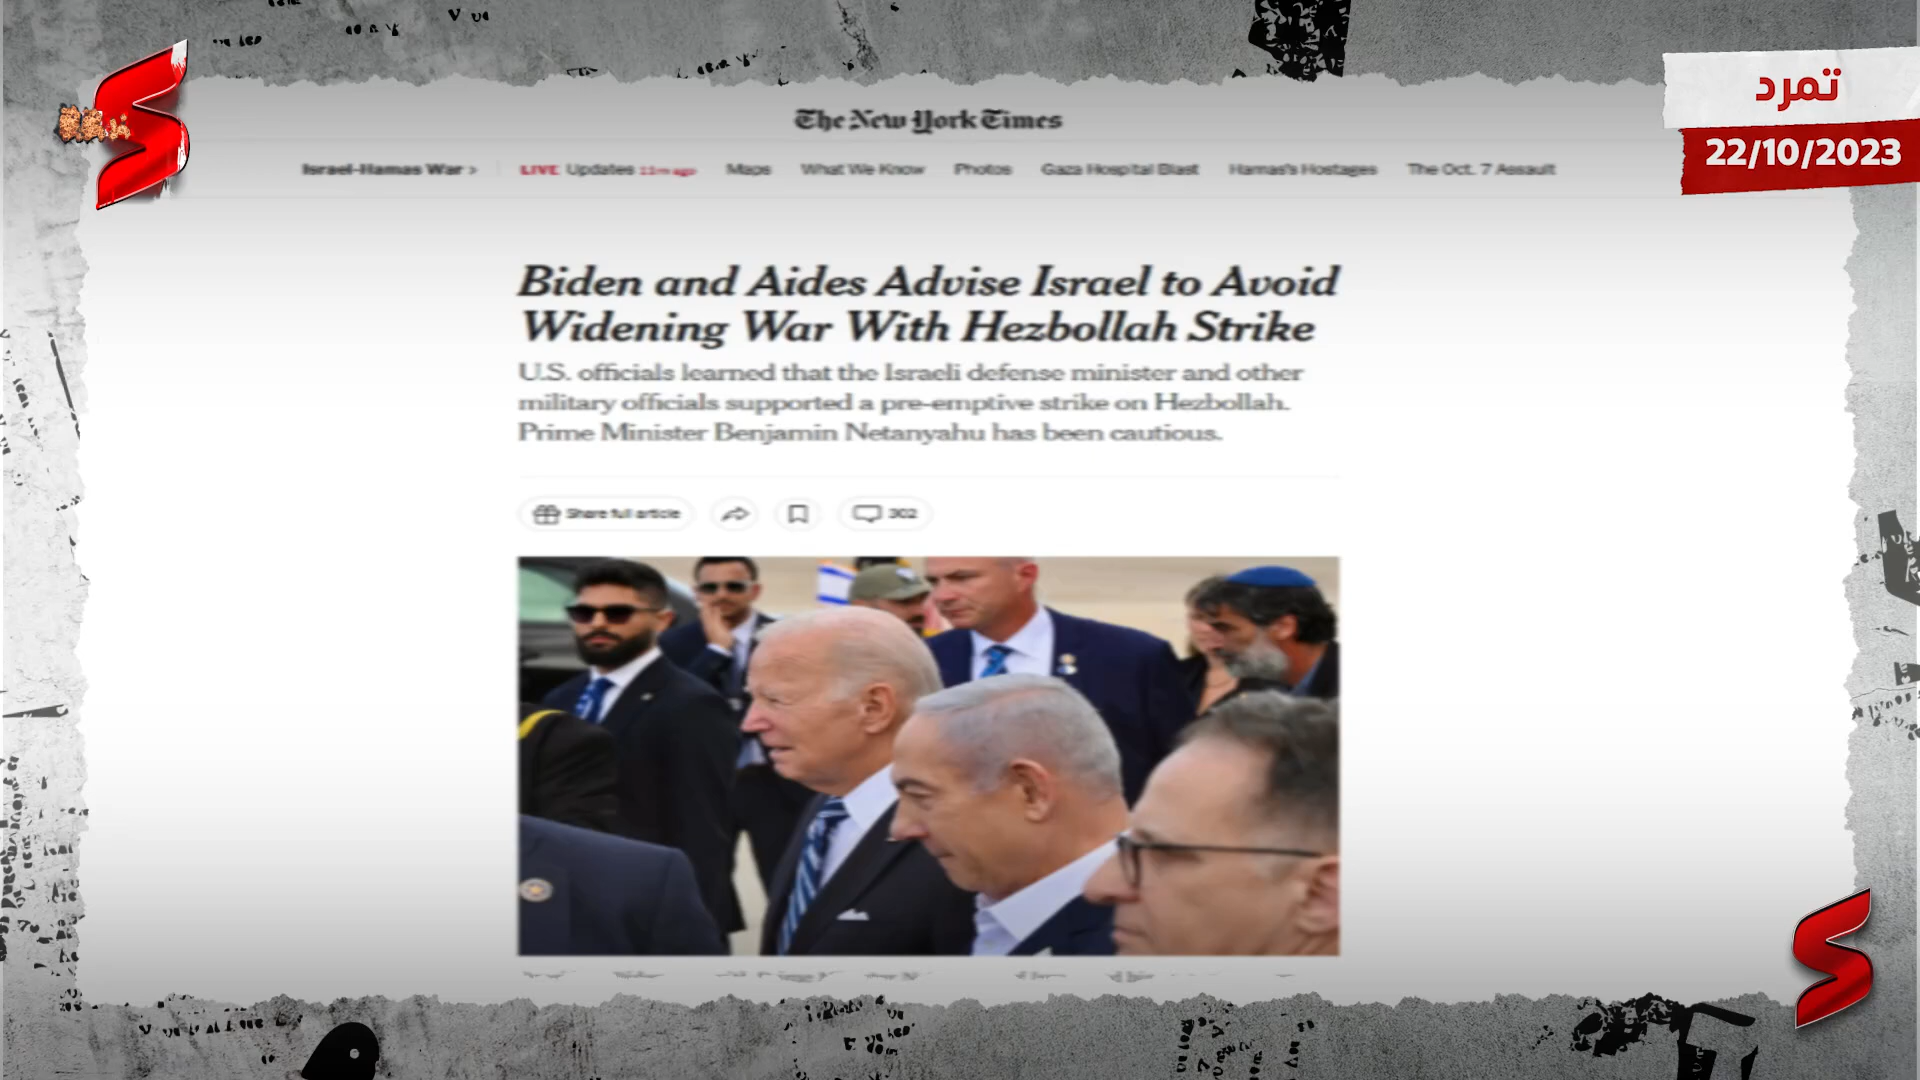 تمرد
22/10/2023
The New York Times
Israel-Hamas War >
LIVE Updates 11m ago
Maps
What We Know
Photos
Gaza Hospital Blast
Hamas's Hostages
The Oct. 7 Assault
Biden and Aides Advise Israel to Avoid
Widening War With Hezbollah Strike
U.S. officials learned that the Israeli defense minister and other
military officials supported a pre-emptive strike on Hezbollah.
Prime Minister Benjamin Netanyahu has been cautious.
Share full article
302